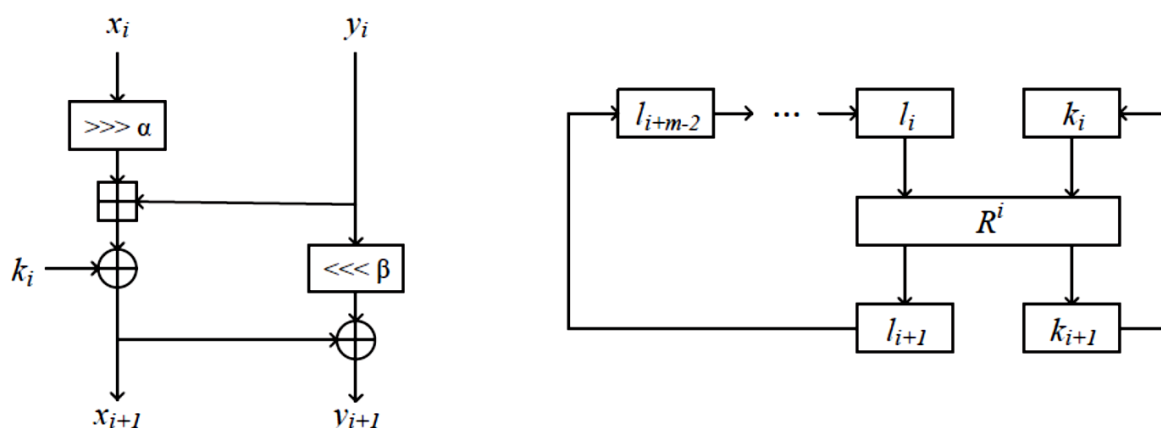 x_i y_i
>>> α
k_i
<<< β
x_{i+1} y_{i+1}
l_{i+m-2} ... l_i k_i
R^i
l_{i+1} k_{i+1}